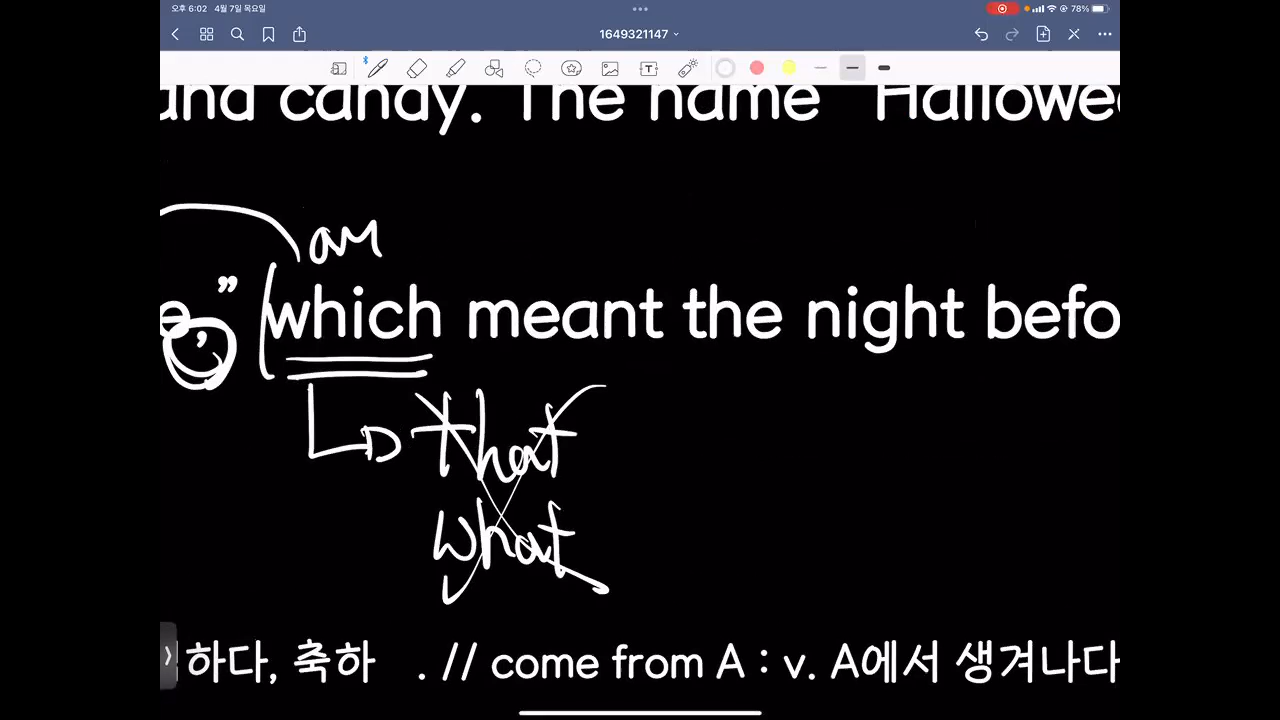 오후 6:02 4월 7일 목요일
78%
1649321147
and candy. The name Hallowe
e ” which meant the night befo
that
what
하다, 축하 . // come from A : v. A에서 생겨나다